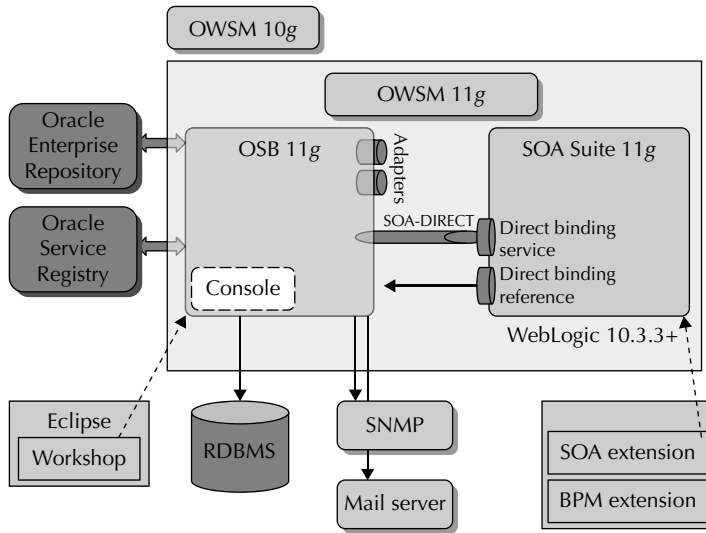 OWSM 10g
OWSM 11g
Oracle
Enterprise
Repository
OSB 11g
Adapters
SOA Suite 11g
SOA-DIRECT
Oracle
Service
Registry
Direct binding
service
Direct binding
reference
Console
WebLogic 10.3.3+
Eclipse
Workshop
RDBMS
SNMP
Mail server
SOA extension
BPM extension